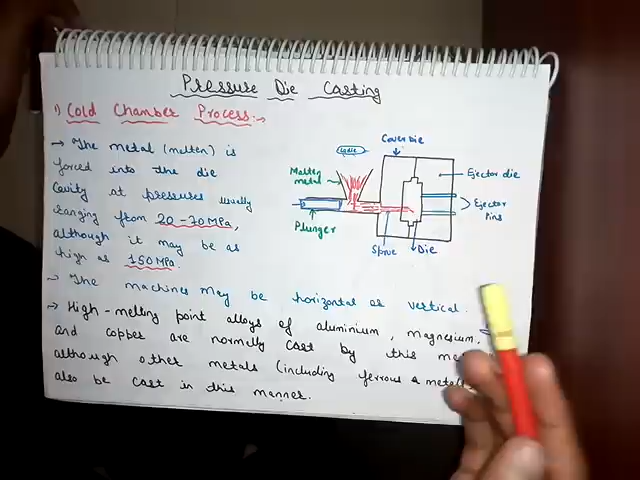 Pressure Die Casting
1) Cold Chamber Process:→
→ The metal (molten) is
forced into the die
cavity at pressures usually
ranging from 20-70 MPa,
although it may be as
high as 150 MPa.
Cover die
Ladle
Molten
metal
Plunger
Ejector die
Ejector
Pins
Sprue
Die
→ The machines may be horizontal or vertical.
→ High-melting point alloys of aluminium, magnesium,
and copper are normally cast by this
although other metals (including ferrous
also be cast in this manner.